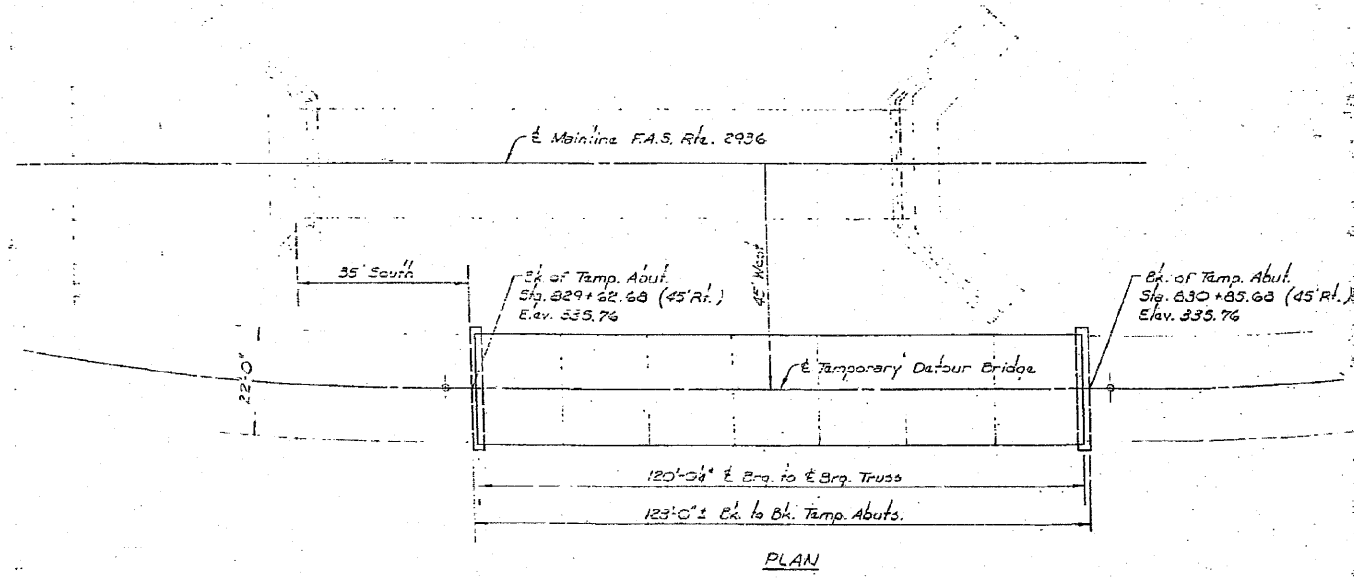 ℄ Mainline F.A.S. Rte. 2936
35' South
45' West
Bk. of Temp. Abut.
Sta. 829+62.68 (45' Rt.)
Elev. 335.76
Bk. of Temp. Abut.
Sta. 830+85.68 (45' Rt.)
Elev. 335.76
22'-0"
℄ Temporary Detour Bridge
120'-0¼" ℄ Brg. to ℄ Brg. Truss
123'-0"± Bk. to Bk. Temp. Abuts.
PLAN